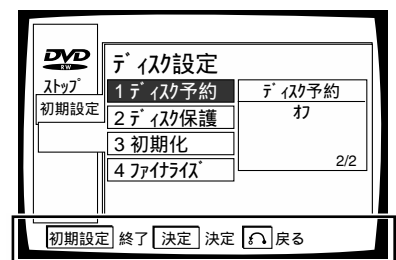 DVD
RW
ストップ
初期設定
ディスク設定
1 ディスク予約
2 ディスク保護
3 初期化
4 ファイナライズ
ディスク予約
オフ
2/2
初期設定 終了 決定 決定 戻る